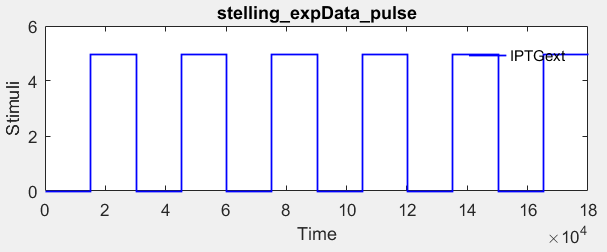 stelling_expData_pulse
6
4
2
0
Stimuli
IPTGext
0 2 4 6 8 10 12 14 16 18
Time
×10^4